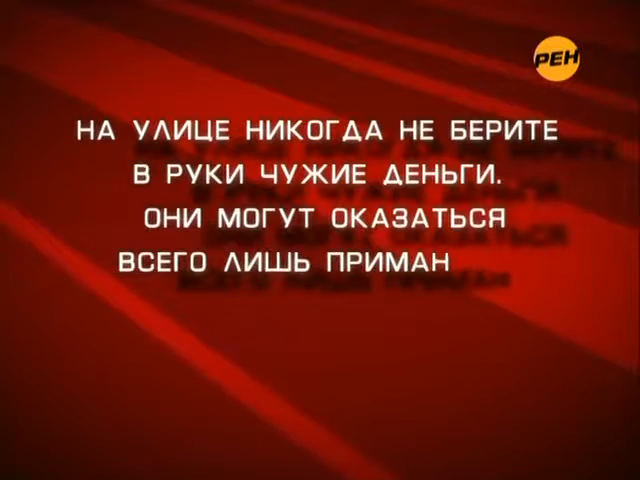 РЕН
НА УЛИЦЕ НИКОГДА НЕ БЕРИТЕ
В РУКИ ЧУЖИЕ ДЕНЬГИ.
ОНИ МОГУТ ОКАЗАТЬСЯ
ВСЕГО ЛИШЬ ПРИМАН